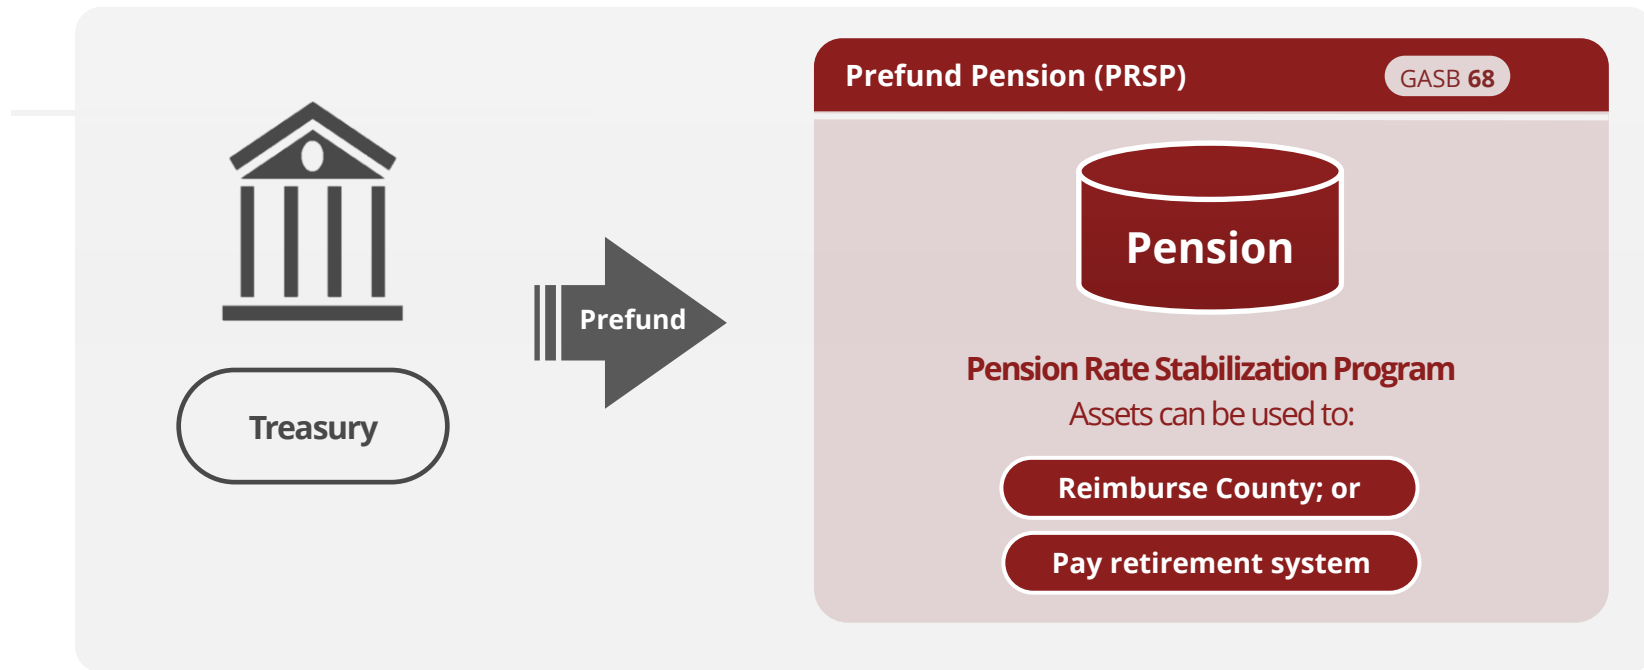 Treasury
Prefund
Prefund Pension (PRSP)
GASB 68
Pension
Pension Rate Stabilization Program
Assets can be used to:
Reimburse County; or
Pay retirement system